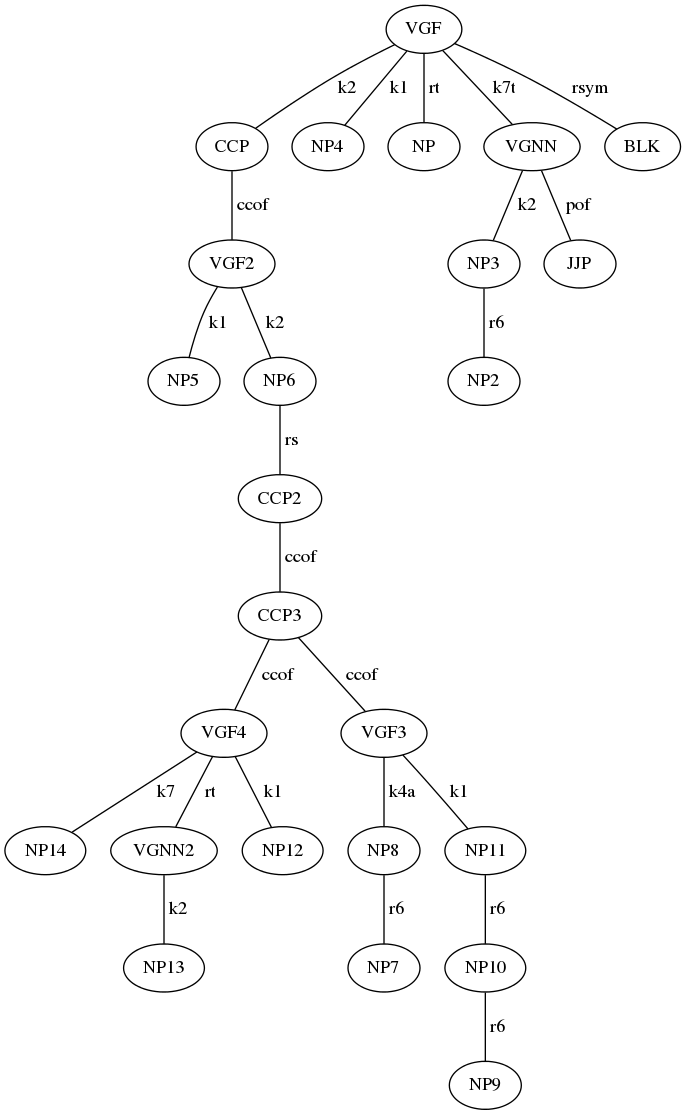 VGF
k2 k1 rt k7t rsym
CCP NP4 NP VGNN BLK
ccof k2 pof
VGF2 NP3 JJP
k1 k2 r6
NP5 NP6 NP2
rs
CCP2
ccof
CCP3
ccof ccof
VGF4 VGF3
k7 rt k1 k4a k1
NP14 VGNN2 NP12 NP8 NP11
k2 r6 r6
NP13 NP7 NP10
r6
NP9